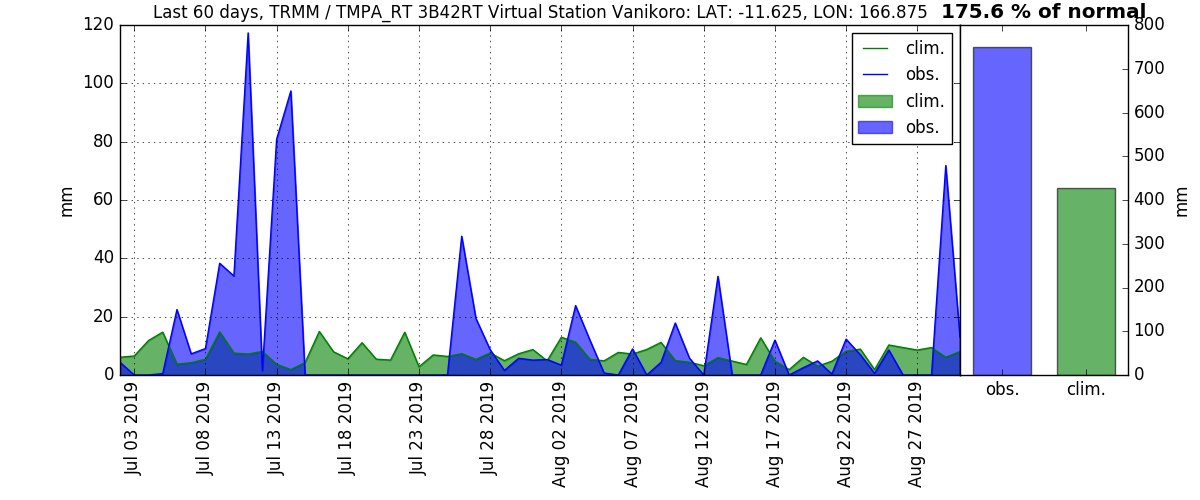 Last 60 days, TRMM / TMPA_RT 3B42RT Virtual Station Vanikoro: LAT: -11.625, LON: 166.875 175.6 % of normal
mm
120
100
80
60
40
20
0
clim.
obs.
clim.
obs.
Jul 03 2019
Jul 08 2019
Jul 13 2019
Jul 18 2019
Jul 23 2019
Jul 28 2019
Aug 02 2019
Aug 07 2019
Aug 12 2019
Aug 17 2019
Aug 22 2019
Aug 27 2019
800
700
600
500
400
300
200
100
0
mm
obs. clim.